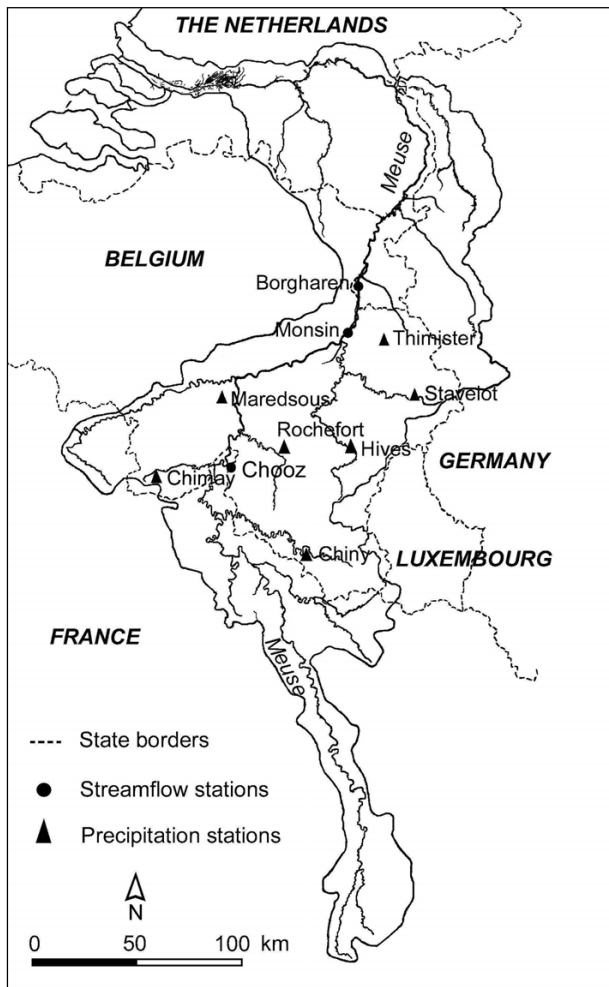 THE NETHERLANDS
Meuse
BELGIUM
Borgharen
Monsin
Thimister
Maredsous
Stavelot
Rochefort
Hives
GERMANY
Chimay
Chooz
Chiny
LUXEMBOURG
FRANCE
Meuse
State borders
Streamflow stations
Precipitation stations
N
0 50 100 km